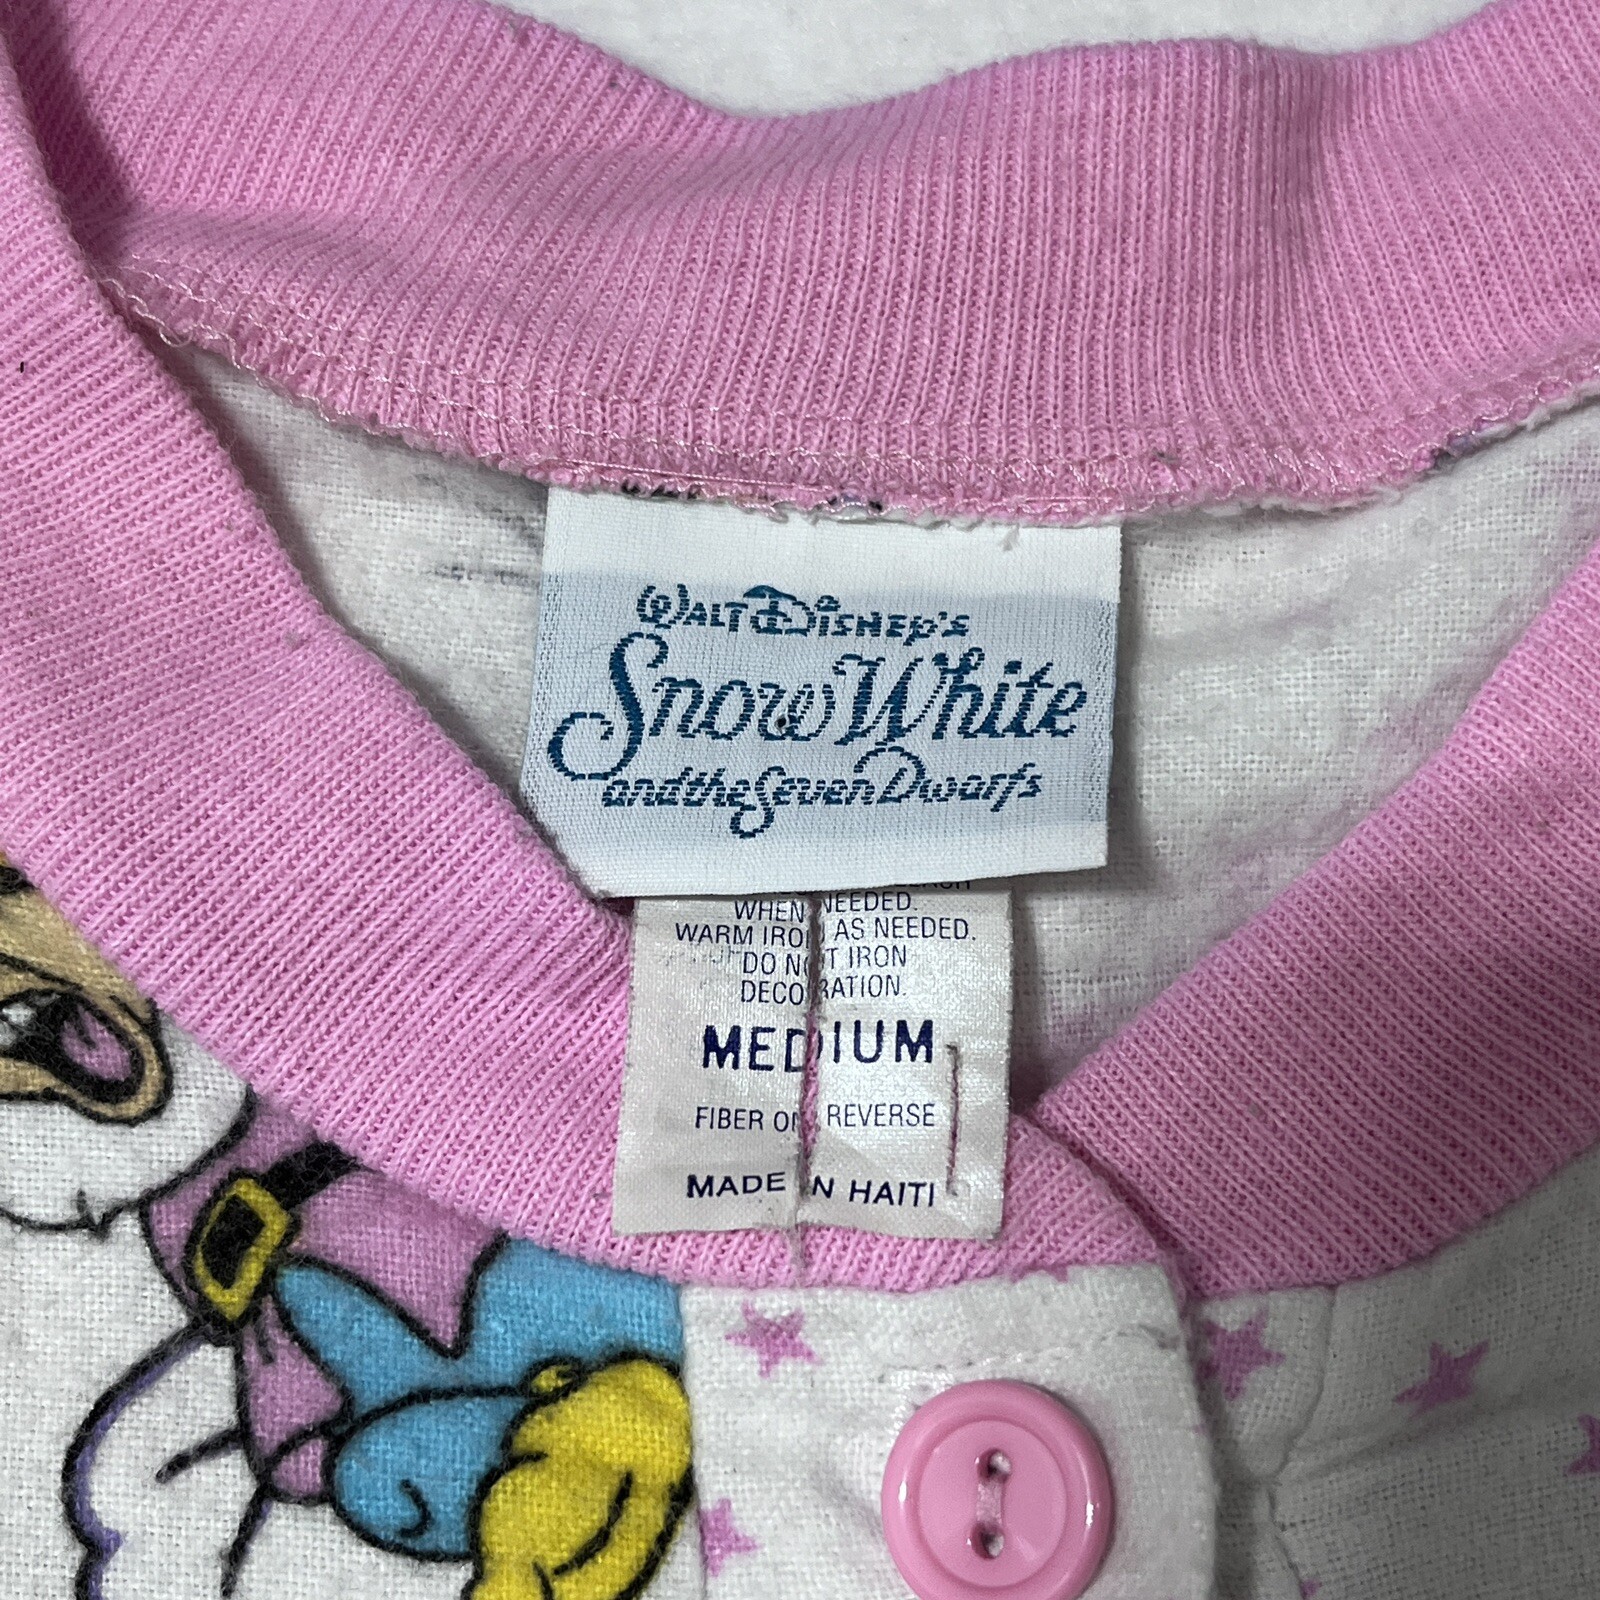 WALT DISNEY'S
Snow White
and the Seven Dwarfs
WHEN NEEDED.
WARM IRON AS NEEDED.
DO NOT IRON
DECORATION.
MEDIUM
FIBER ON REVERSE
MADE IN HAITI